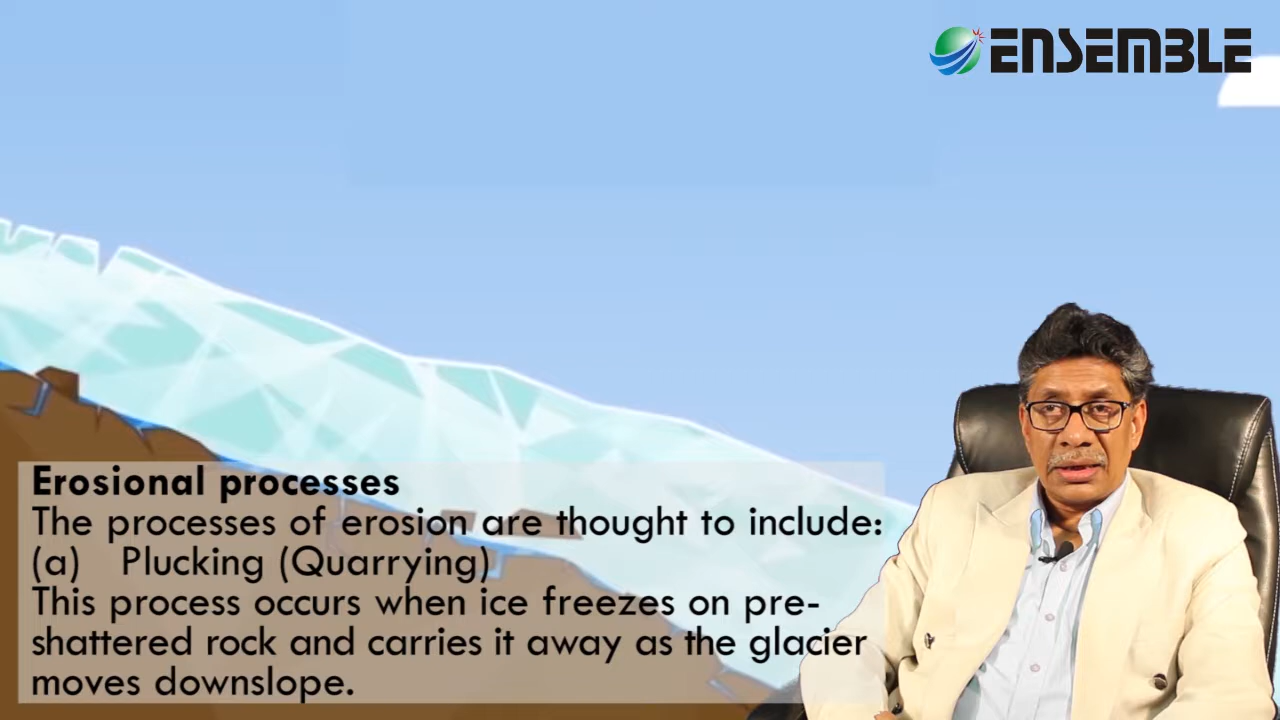 ENSEMBLE
Erosional processes
The processes of erosion are thought to include:
(a) Plucking (Quarrying)
This process occurs when ice freezes on pre-
shattered rock and carries it away as the glacier
moves downslope.